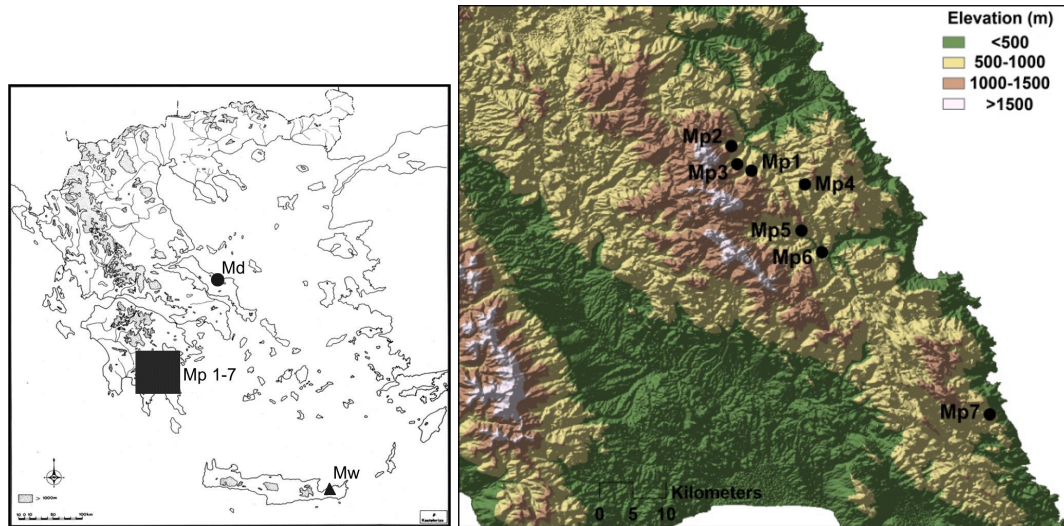 Md
Mp 1-7
Mw
> 1000m
Elevation (m)
<500
500-1000
1000-1500
>1500
Mp2
Mp1
Mp3
Mp4
Mp5
Mp6
Mp7
Kilometers
0 5 10